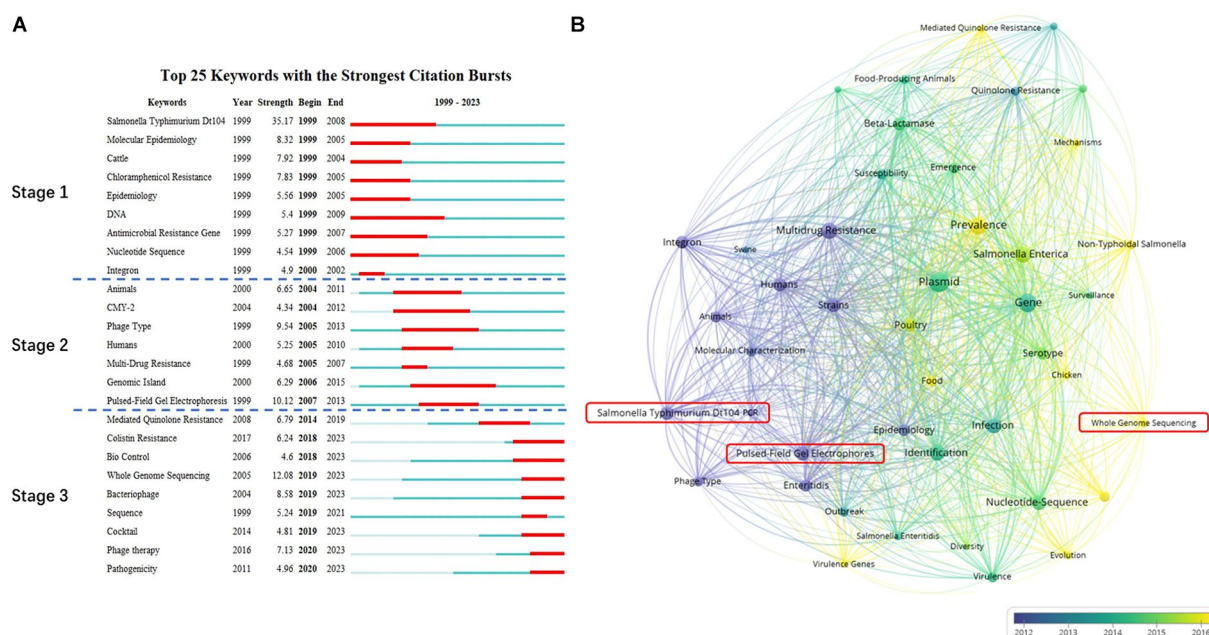 A
Top 25 Keywords with the Strongest Citation Bursts
Keywords Year Strength Begin End 1999 - 2023
Stage 1
Salmonella Typhimurium Dt104 1999 35.17 1999 2008
Molecular Epidemiology 1999 8.32 1999 2005
Cattle 1999 7.92 1999 2004
Chloramphenicol Resistance 1999 7.83 1999 2005
Epidemiology 1999 5.56 1999 2005
DNA 1999 5.4 1999 2009
Antimicrobial Resistance Gene 1999 5.27 1999 2007
Nucleotide Sequence 1999 4.54 1999 2006
Integron 1999 4.9 2000 2002
Stage 2
Animals 2000 6.65 2004 2011
CMY-2 2004 4.34 2004 2012
Phage Type 1999 9.54 2005 2013
Humans 2000 5.25 2005 2010
Multi-Drug Resistance 1999 4.68 2005 2007
Genomic Island 2000 6.29 2006 2015
Pulsed-Field Gel Electrophoresis 1999 10.12 2007 2013
Stage 3
Mediated Quinolone Resistance 2008 6.79 2014 2019
Colistin Resistance 2017 6.24 2018 2023
Bio Control 2006 4.6 2018 2023
Whole Genome Sequencing 2005 12.08 2019 2023
Bacteriophage 2004 8.58 2019 2023
Sequence 1999 5.24 2019 2021
Cocktail 2014 4.81 2019 2023
Phage therapy 2016 7.13 2020 2023
Pathogenicity 2011 4.96 2020 2023
B
Mediated Quinolone Resistance
Food-Producing Animals
Quinolone Resistance
Beta-Lactamase
Mechanisms
Emergence
Susceptibility
Prevalence
Multidrug Resistance
Integron
Swine
Salmonella Enterica
Non-Typhoidal Salmonella
Plasmid
Humans
Surveillance
Strains
Gene
Animals
Poultry
Molecular Characterization
Serotype
Chicken
Food
Salmonella Typhimurium Dt104 PCR
Whole Genome Sequencing
Epidemiology
Infection
Pulsed-Field Gel Electrophores
Identification
Phage Type
Enteritidis
Nucleotide-Sequence
Outbreak
Salmonella Enteritidis
Diversity
Evolution
Virulence Genes
Virulence
2012 2013 2014 2015 2016